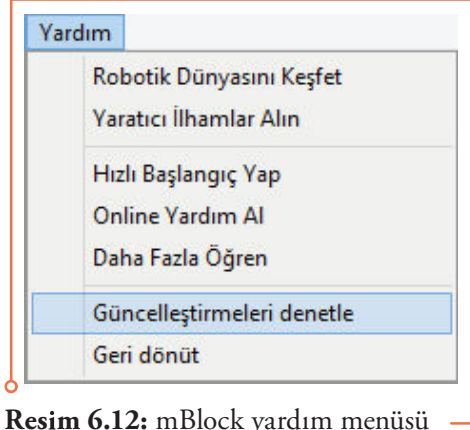 Yardım
Robotik Dünyasını Keşfet
Yaratıcı İlhamlar Alın
Hızlı Başlangıç Yap
Online Yardım Al
Daha Fazla Öğren
Güncelleştirmeleri denetle
Geri dönüt
Resim 6.12: mBlock yardım menüsü